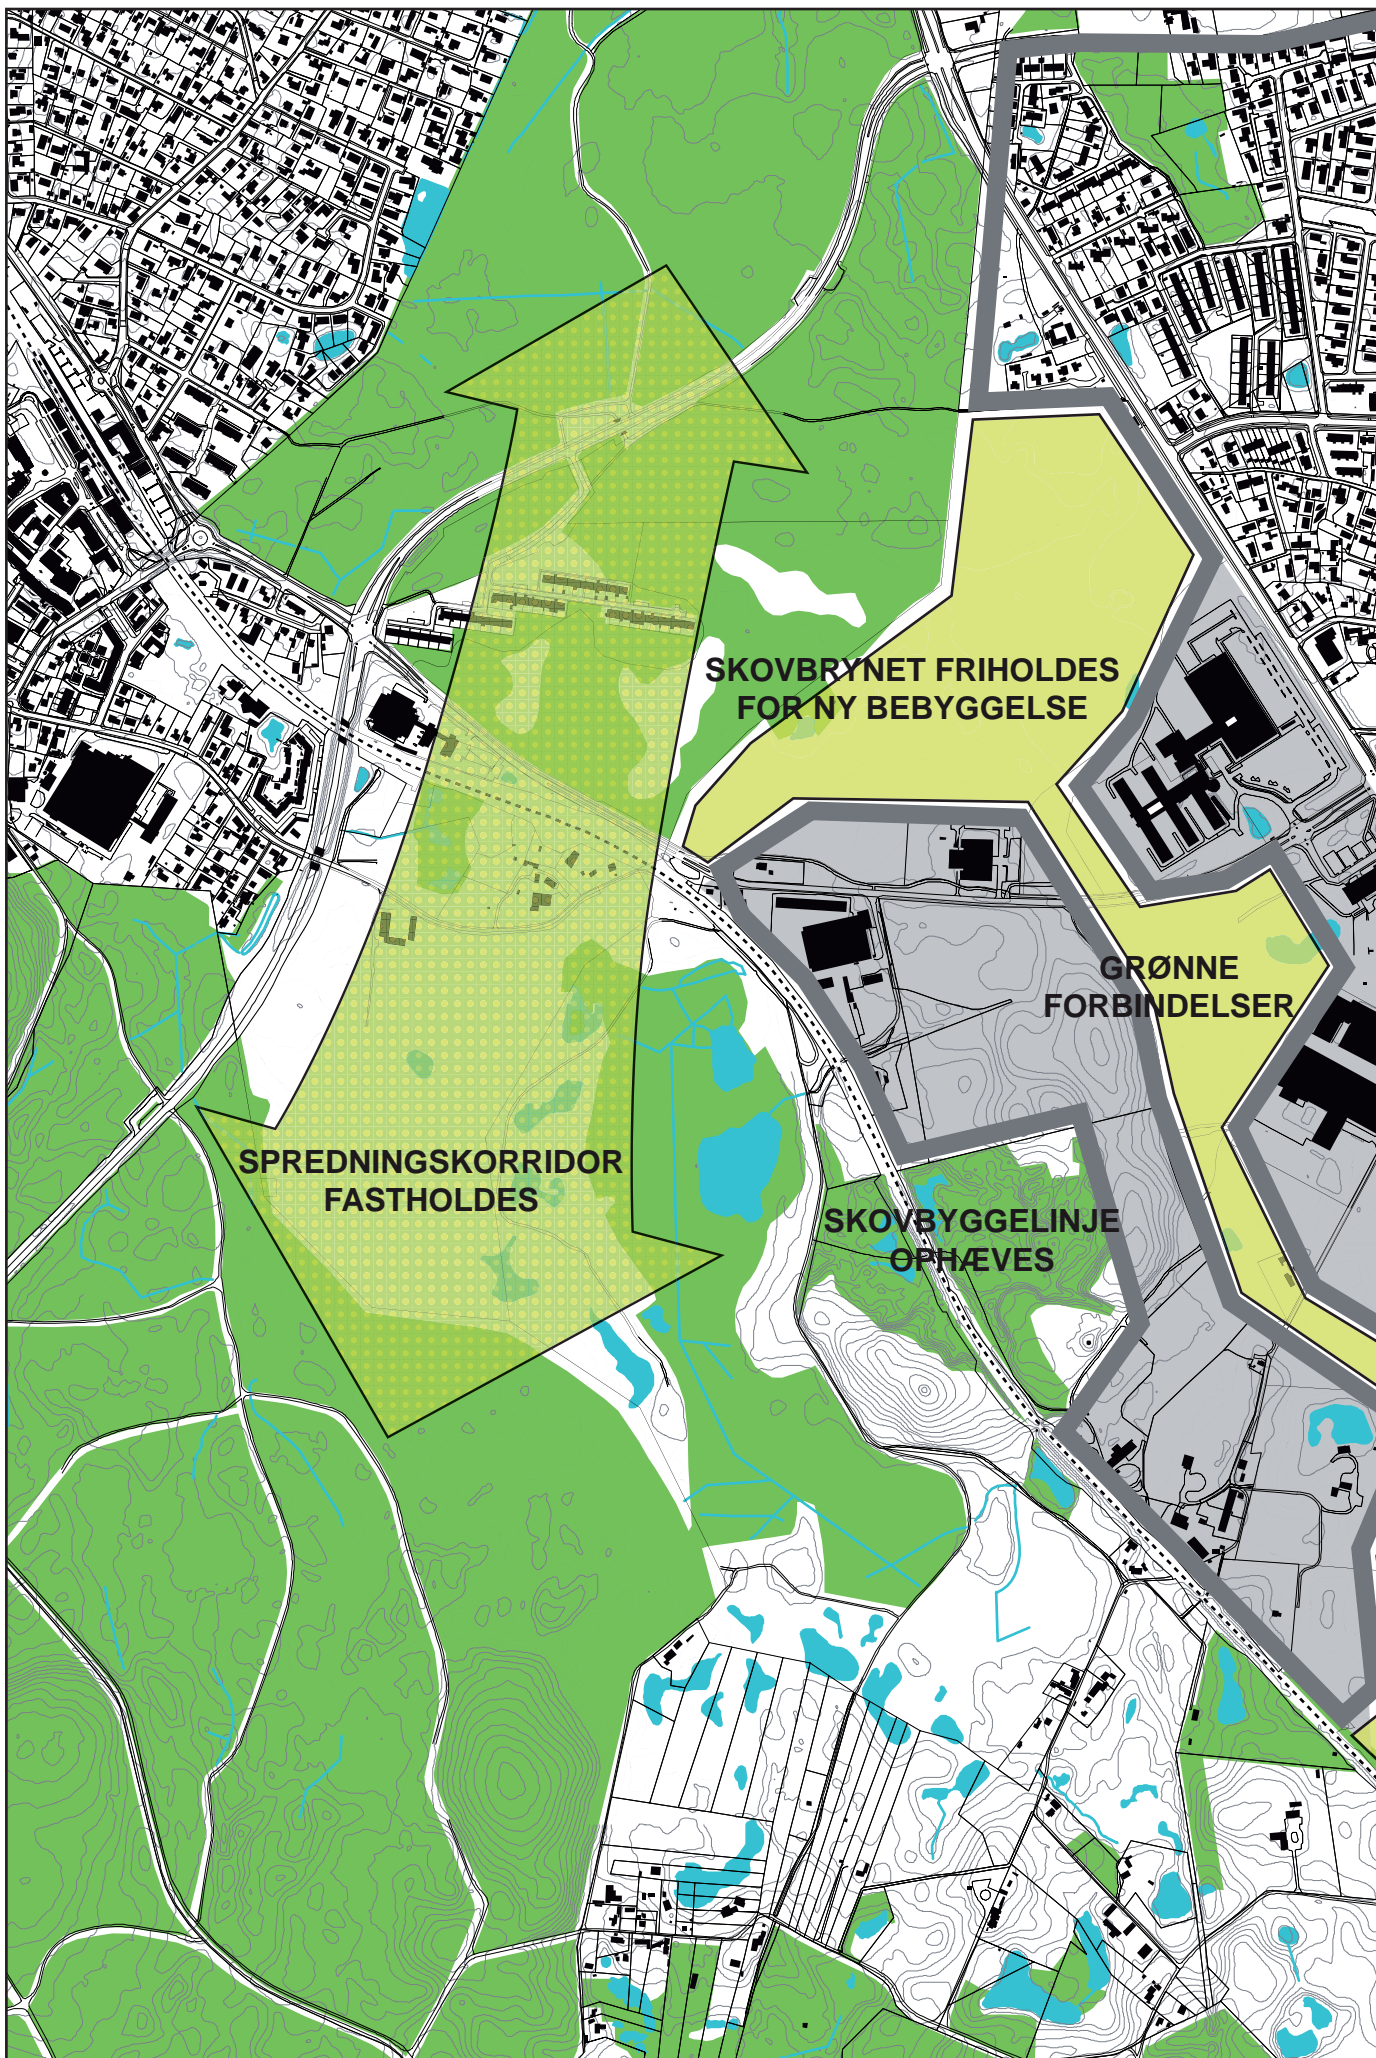 SKOVBRYNET FRIHOLDES
FOR NY BEBYGGELSE
GRØNNE
FORBINDELSER
SPREDNINGSKORRIDOR
FASTHOLDES
SKOVBYGGELINJE
OPHÆVES